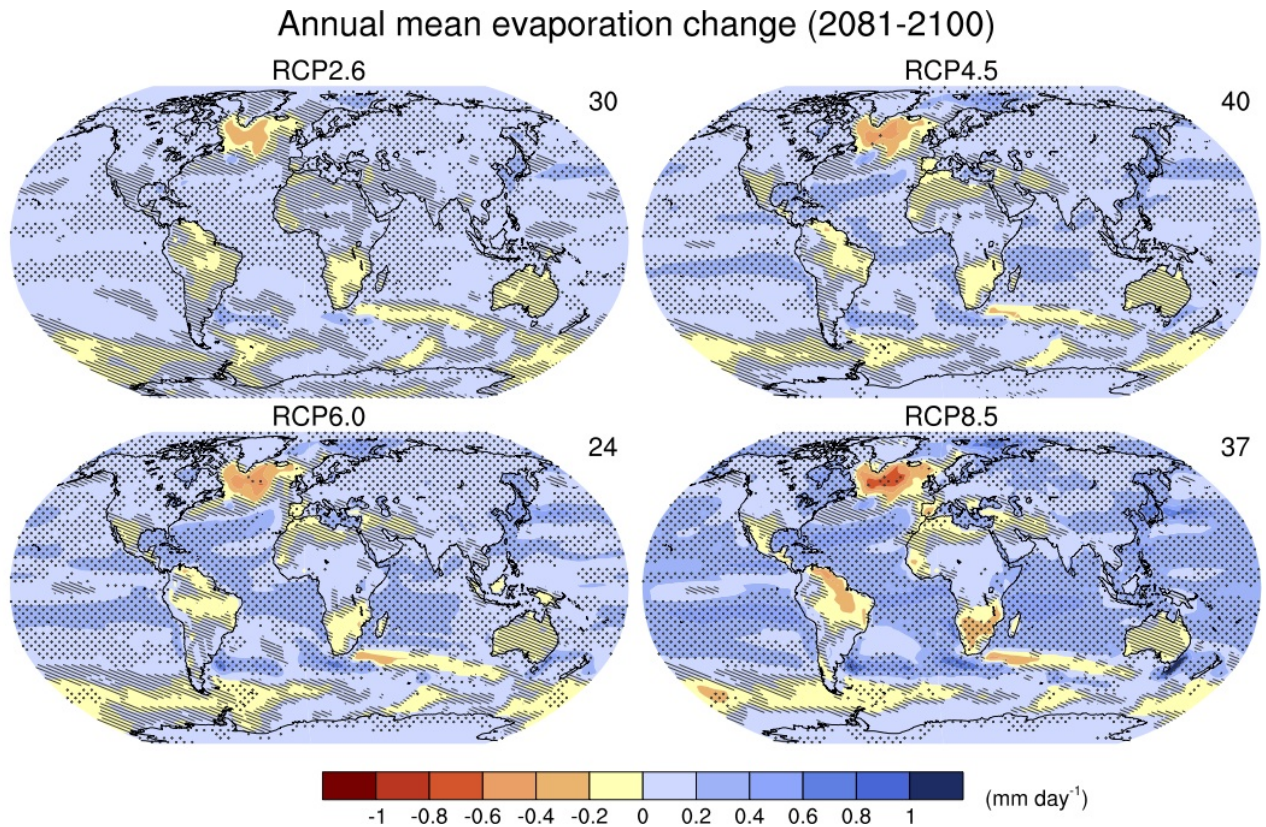 Annual mean evaporation change (2081-2100)
RCP2.6
30
RCP4.5
40
RCP6.0
24
RCP8.5
37
-1 -0.8 -0.6 -0.4 -0.2 0 0.2 0.4 0.6 0.8 1
(mm day⁻¹)